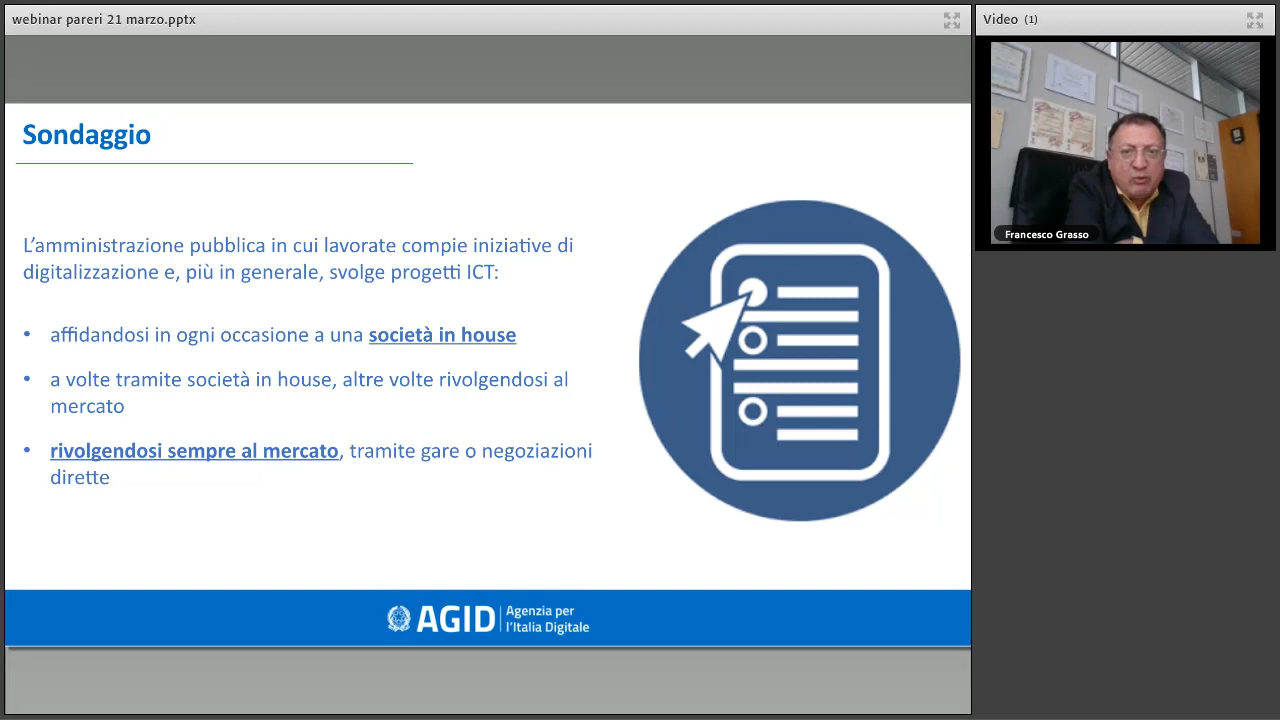 webinar pareri 21 marzo.pptx
Video (1)
Sondaggio
L’amministrazione pubblica in cui lavorate compie iniziative di
digitalizzazione e, più in generale, svolge progetti ICT:
• affidandosi in ogni occasione a una società in house
• a volte tramite società in house, altre volte rivolgendosi al
mercato
• rivolgendosi sempre al mercato, tramite gare o negoziazioni
dirette
Francesco Grasso
AGID
Agenzia per
l’Italia Digitale